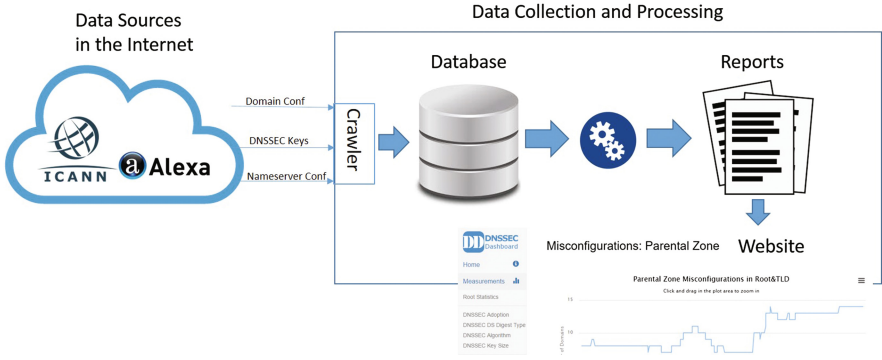 Data Collection and Processing
Data Sources
in the Internet
Database
Reports
ICANN
a Alexa
Domain Conf
DNSSEC Keys
Nameserver Conf
Crawler
DD DNSSEC
Dashboard
Misconfigurations: Parental Zone
Website
Home
Measurements
Root Statistics
DNSSEC Adoption
DNSSEC DS Digest Type
DNSSEC Algorithm
DNSSEC Key Size
Parental Zone Misconfigurations in Root&TLD
Click and drag in the plot area to zoom in
15
10
of Domains